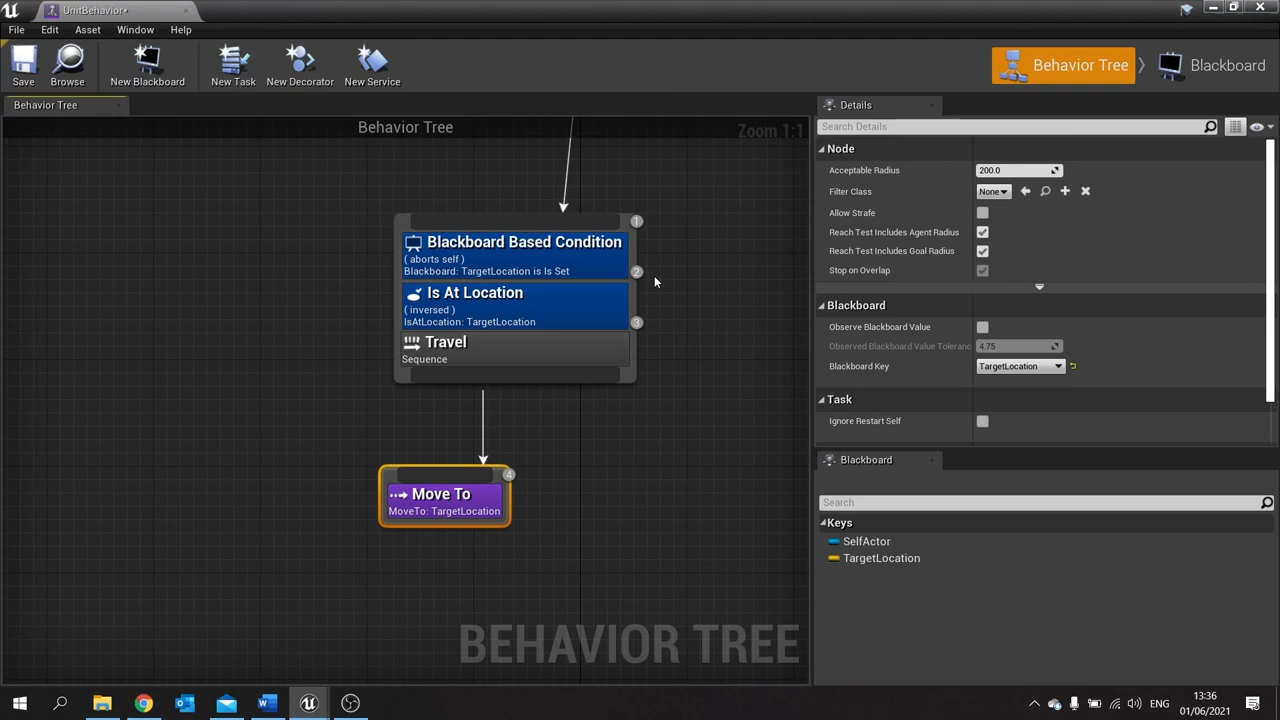 UnitBehavior*
File Edit Asset Window Help
Save Browse New Blackboard New Task New Decorator New Service
Behavior Tree Blackboard
Behavior Tree
Behavior Tree
Zoom 1:1
1
Blackboard Based Condition
( aborts self )
Blackboard: TargetLocation is Is Set
2
Is At Location
( inversed )
IsAtLocation: TargetLocation
3
Travel
Sequence
4
Move To
MoveTo: TargetLocation
BEHAVIOR TREE
Details
Search Details
Node
Acceptable Radius 200.0
Filter Class None
Allow Strafe
Reach Test Includes Agent Radius
Reach Test Includes Goal Radius
Stop on Overlap
Blackboard
Observe Blackboard Value
Observed Blackboard Value Toleranc 4.75
Blackboard Key TargetLocation
Task
Ignore Restart Self
Blackboard
Search
Keys
SelfActor
TargetLocation
ENG
13:36
01/06/2021